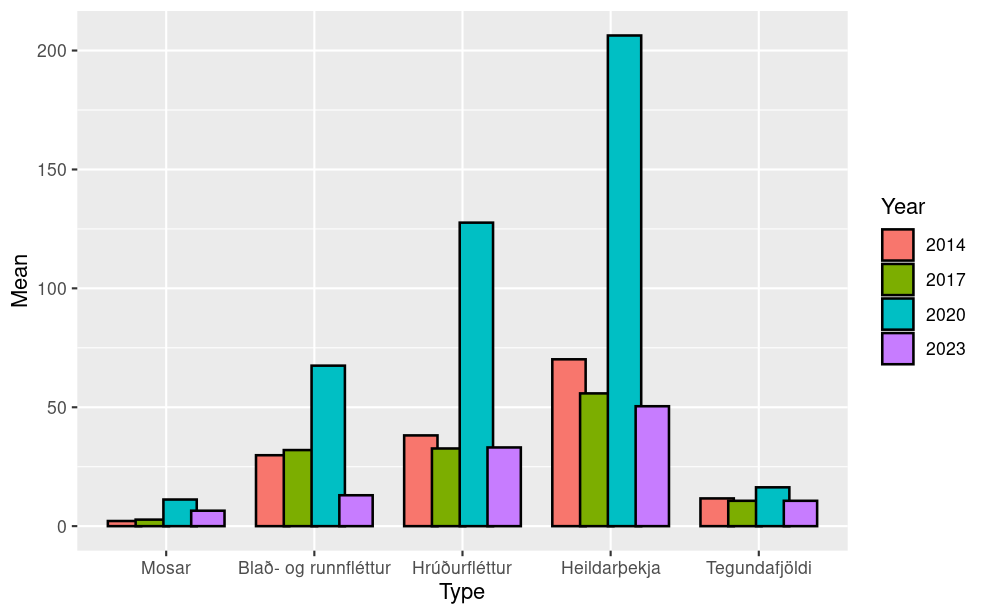 200
150
100
50
0
Mean
Mosar
Blað- og runnfléttur
Hrúðurfléttur
Heildarþekja
Tegundafjöldi
Type
Year
2014
2017
2020
2023